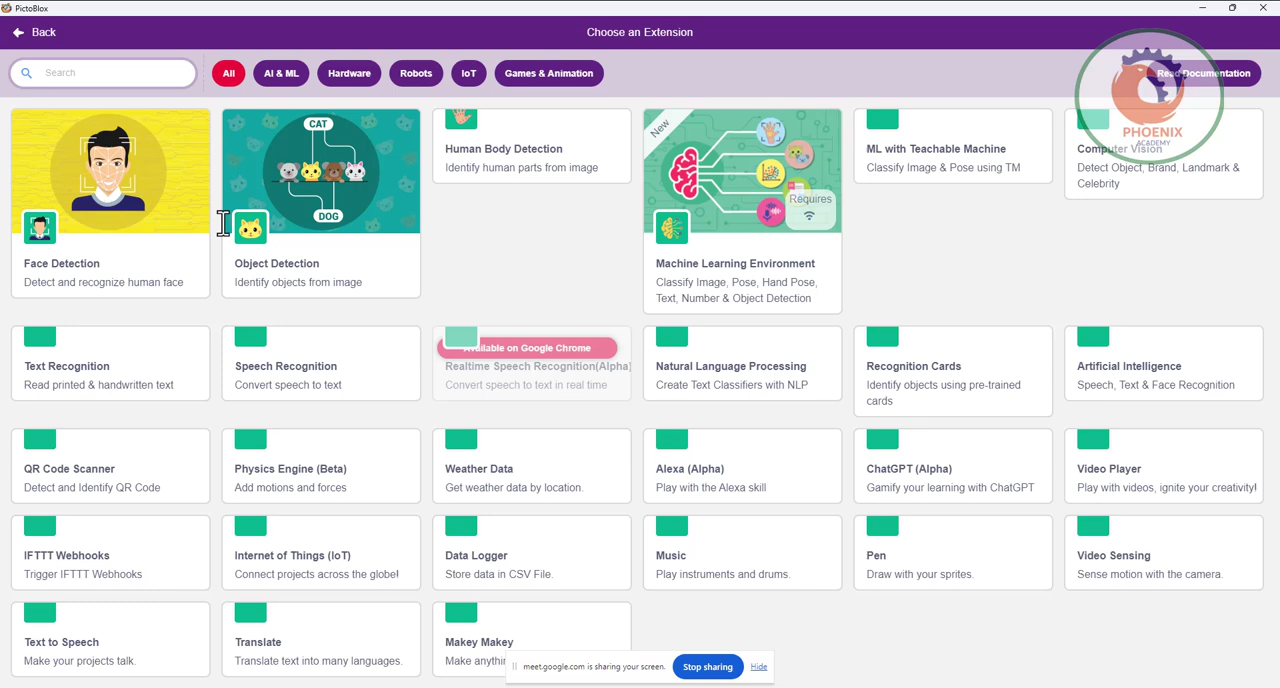 PictoBlox
Back
Choose an Extension
Search
All
AI & ML
Hardware
Robots
IoT
Games & Animation
Read Documentation
PHOENIX
ACADEMY
CAT
DOG
Face Detection
Detect and recognize human face
Object Detection
Identify objects from image
Human Body Detection
Identify human parts from image
New
Requires
Machine Learning Environment
Classify Image, Pose, Hand Pose,
Text, Number & Object Detection
ML with Teachable Machine
Classify Image & Pose using TM
Computer Vision
Detect Object, Brand, Landmark &
Celebrity
Text Recognition
Read printed & handwritten text
Speech Recognition
Convert speech to text
Available on Google Chrome
Realtime Speech Recognition(Alpha)
Convert speech to text in real time
Natural Language Processing
Create Text Classifiers with NLP
Recognition Cards
Identify objects using pre-trained
cards
Artificial Intelligence
Speech, Text & Face Recognition
QR Code Scanner
Detect and Identify QR Code
Physics Engine (Beta)
Add motions and forces
Weather Data
Get weather data by location.
Alexa (Alpha)
Play with the Alexa skill
ChatGPT (Alpha)
Gamify your learning with ChatGPT
Video Player
Play with videos, ignite your creativity!
IFTTT Webhooks
Trigger IFTTT Webhooks
Internet of Things (IoT)
Connect projects across the globe!
Data Logger
Store data in CSV File.
Music
Play instruments and drums.
Pen
Draw with your sprites.
Video Sensing
Sense motion with the camera.
Text to Speech
Make your projects talk.
Translate
Translate text into many languages.
Makey Makey
Make anythin
meet.google.com is sharing your screen.
Stop sharing
Hide